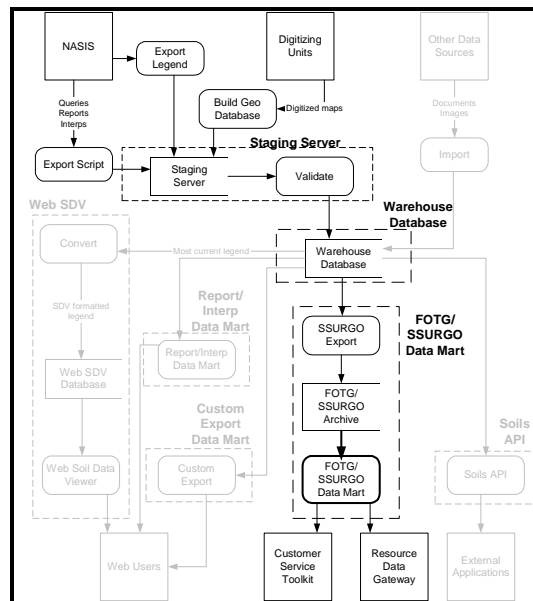 NASIS
Export
Legend
Digitizing
Units
Other Data
Sources
Queries
Reports
Interps
Build Geo
Database
Digitized maps
Documents
Images
Staging Server
Export Script
Staging
Server
Validate
Import
Web SDV
Warehouse
Database
Convert
Most current legend
Warehouse
Database
SDV formatted
legend
Report/
Interp
Data Mart
SSURGO
Export
FOTG/
SSURGO
Data Mart
Report/Interp
Data Mart
Web SDV
Database
FOTG/
SSURGO
Archive
Custom
Export
Data Mart
Soils
API
Web Soil Data
Viewer
Custom
Export
FOTG/
SSURGO
Data Mart
Soils API
Web Users
Customer
Service
Toolkit
Resource
Data
Gateway
External
Applications